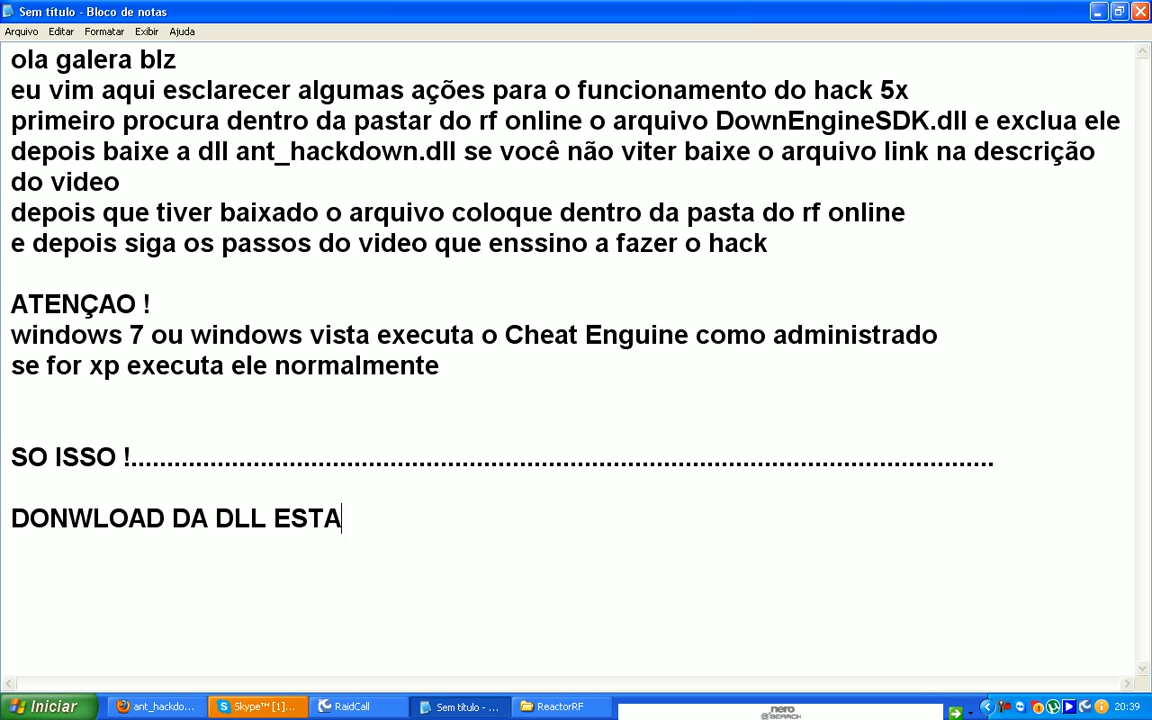 Sem título - Bloco de notas
Arquivo Editar Formatar Exibir Ajuda
ola galera blz
eu vim aqui esclarecer algumas ações para o funcionamento do hack 5x
primeiro procura dentro da pastar do rf online o arquivo DownEngineSDK.dll e exclua ele
depois baixe a dll ant_hackdown.dll se você não viter baixe o arquivo link na descrição
do video
depois que tiver baixado o arquivo coloque dentro da pasta do rf online
e depois siga os passos do video que enssino a fazer o hack
ATENÇAO !
windows 7 ou windows vista executa o Cheat Enguine como administrado
se for xp executa ele normalmente
SO ISSO !.......................................................................................................................
DONWLOAD DA DLL ESTA
Iniciar ant_hackdo... Skype™ [1]... RaidCall Sem título - ... ReactorRF nero SEARCH 20:39